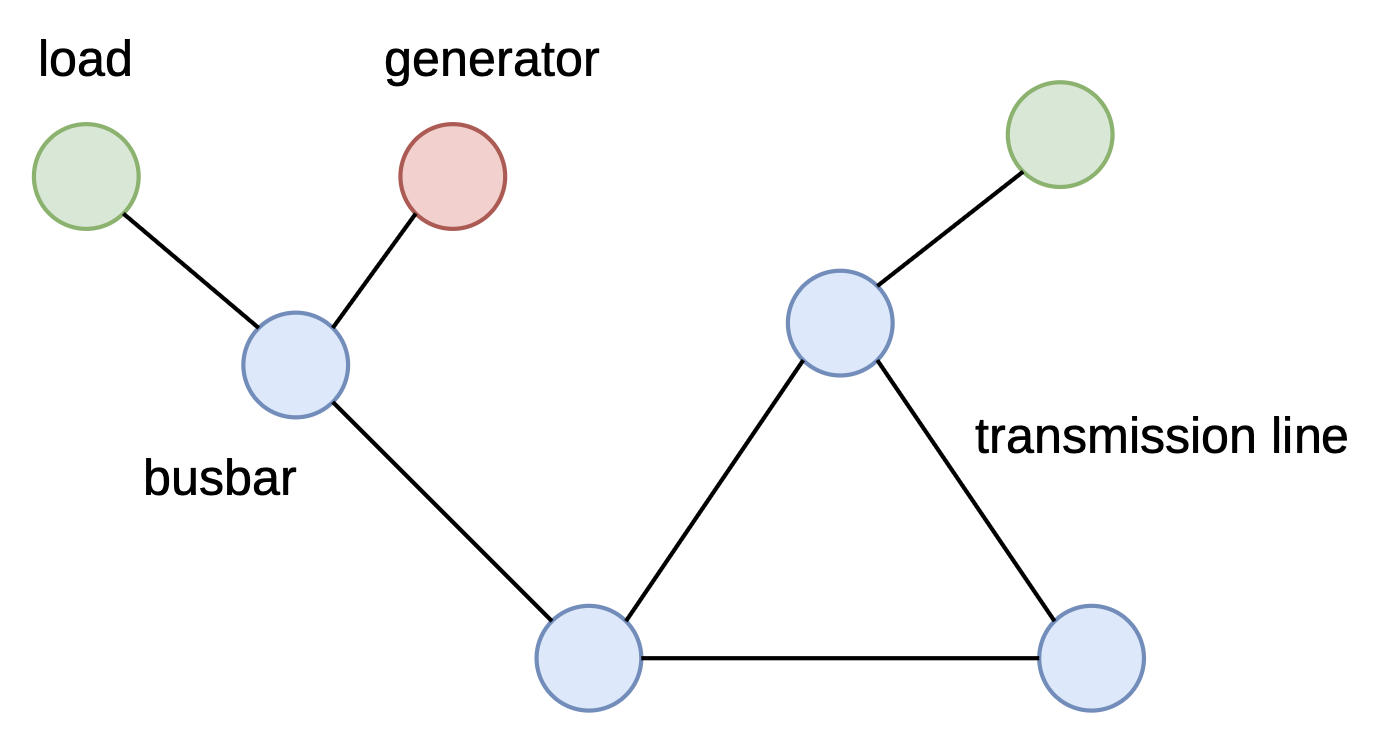 load
generator
transmission line
busbar